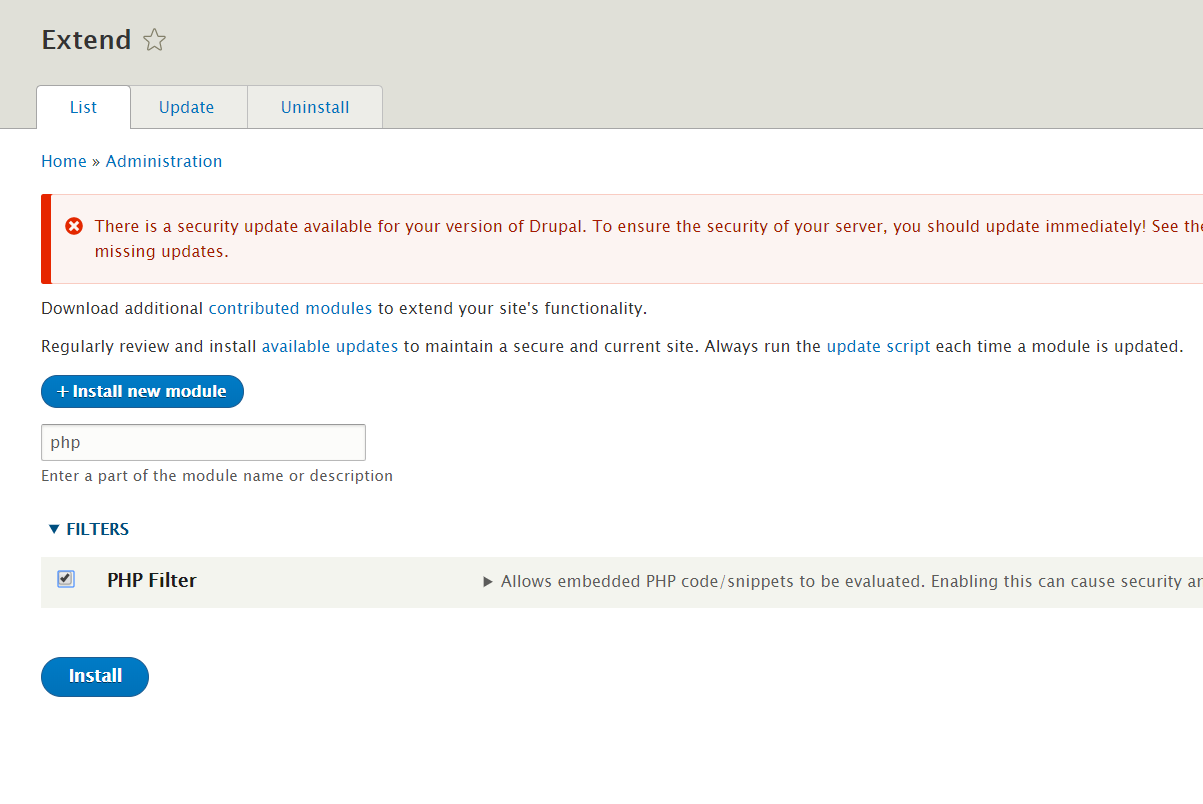 Extend
List Update Uninstall
Home » Administration
There is a security update available for your version of Drupal. To ensure the security of your server, you should update immediately! See
missing updates.
Download additional contributed modules to extend your site's functionality.
Regularly review and install available updates to maintain a secure and current site. Always run the update script each time a module is updated.
+ Install new module
php
Enter a part of the module name or description
▼ FILTERS
PHP Filter ▶ Allows embedded PHP code/snippets to be evaluated. Enabling this can cause security
Install